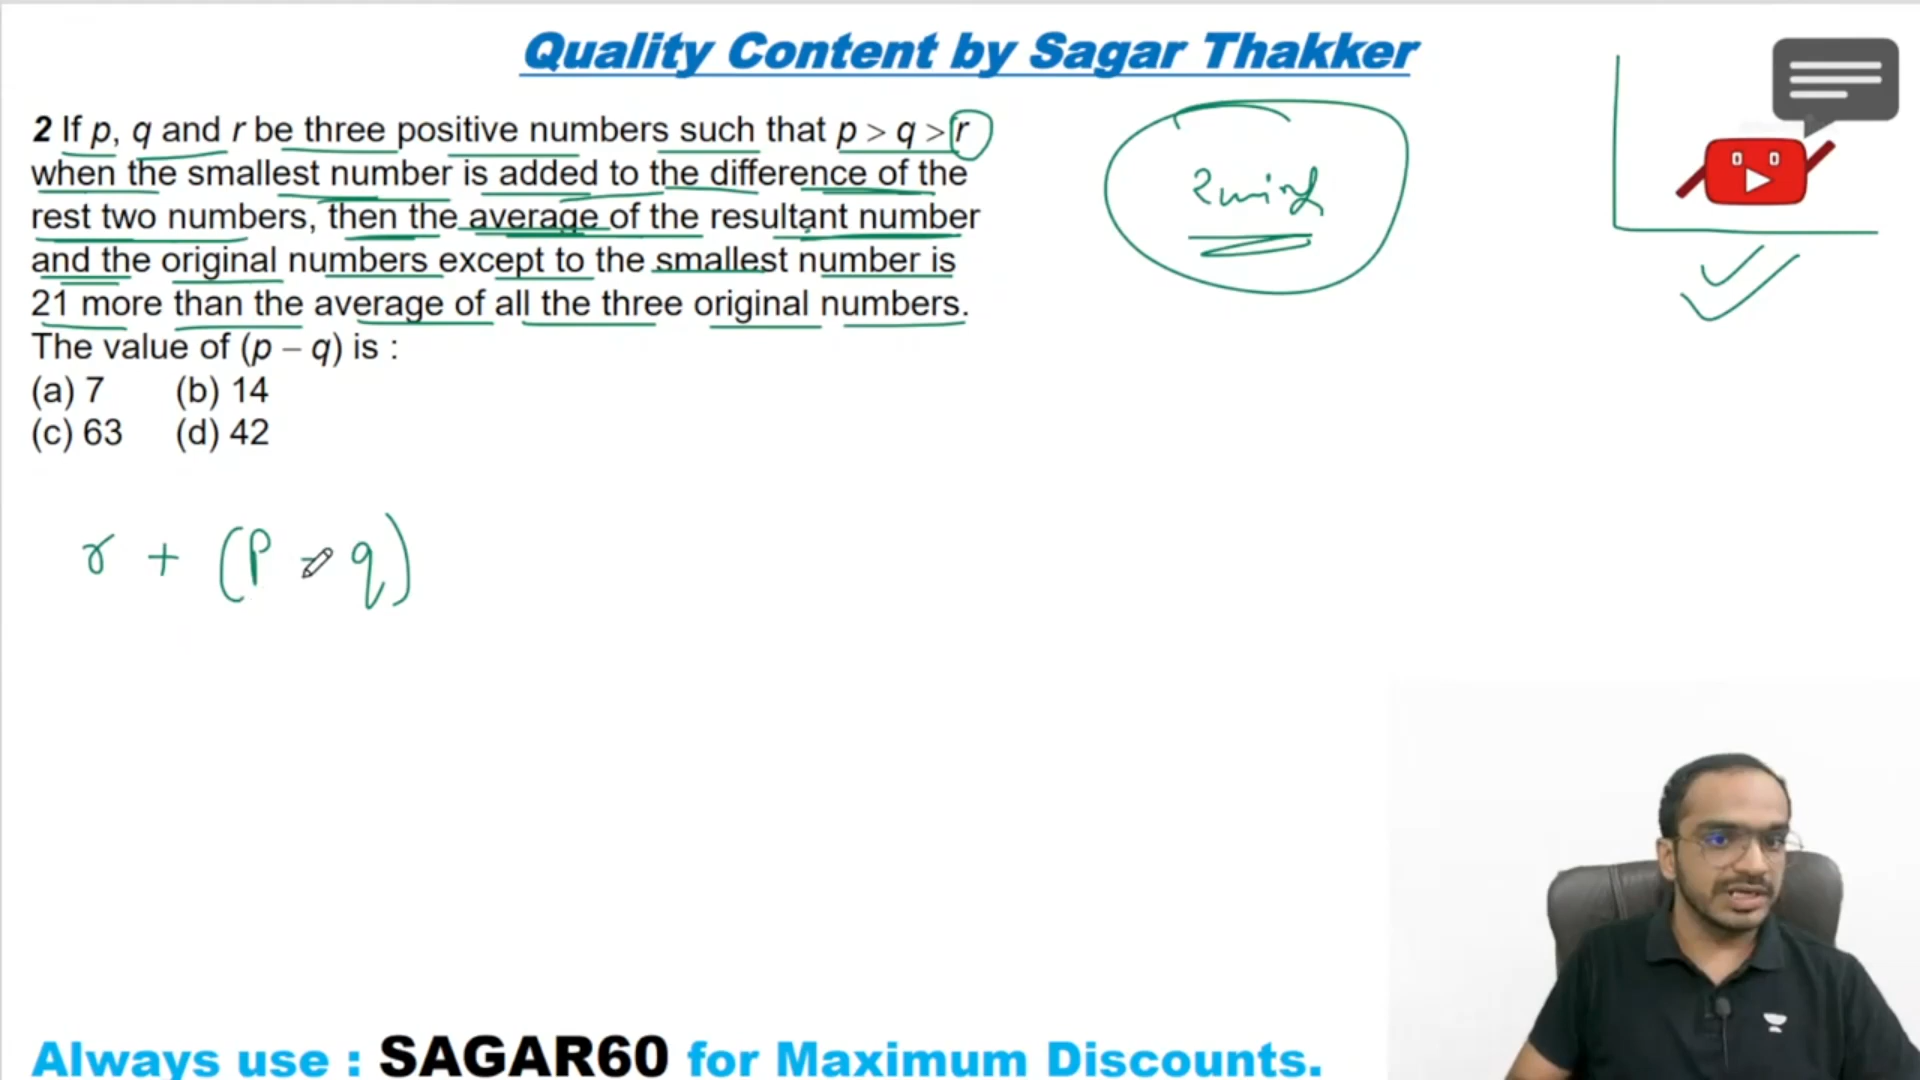 Quality Content by Sagar Thakker
2 If p, q and r be three positive numbers such that p > q > r
when the smallest number is added to the difference of the
rest two numbers, then the average of the resultant number
and the original numbers except to the smallest number is
21 more than the average of all the three original numbers.
The value of (p – q) is :
(a) 7 (b) 14
(c) 63 (d) 42
r + (p - q)
Always use : SAGAR60 for Maximum Discounts.